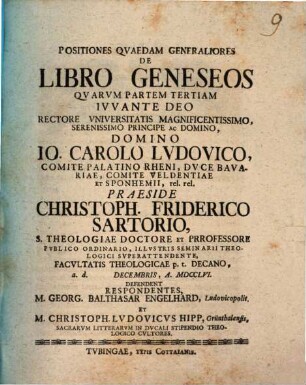 9
POSITIONES QVAEDAM GENERALIORES
DE
LIBRO GENESEOS
QVARVM PARTEM TERTIAM
IVVANTE DEO
RECTORE VNIVERSITATIS MAGNIFICENTISSIMO,
SERENISSIMO PRINCIPE AC DOMINO,
DOMINO
IO. CAROLO LVDOVICO,
COMITE PALATINO RHENI, DVCE BAVA-
RIAE, COMITE VELDENTIAE
ET SPONHEMII, rel. rel.
PRAESIDE
CHRISTOPH. FRIDERICO
SARTORIO,
S. THEOLOGIAE DOCTORE ET PRROFESSORE
PVBLICO ORDINARIO, ILLVSTRIS SEMINARII THEO-
LOGICI SVPERATTENDENTE,
FACVLTATIS THEOLOGICAE p. t. DECANO,
a. d. DECEMBRIS, A. MDCCLVI.
DEFENDENT
RESPONDENTES,
M. GEORG. BALTHASAR ENGELHARD, Ludovicopolit.
ET
M. CHRISTOPH. LVDOVICVS HIPP, Grünthalensis,
SACRARVM LITTERARVM IN DVCALI STIPENDIO THEO-
LOGICO CVLTORES.
TVBINGAE, TYPIS COTTAIANIS.